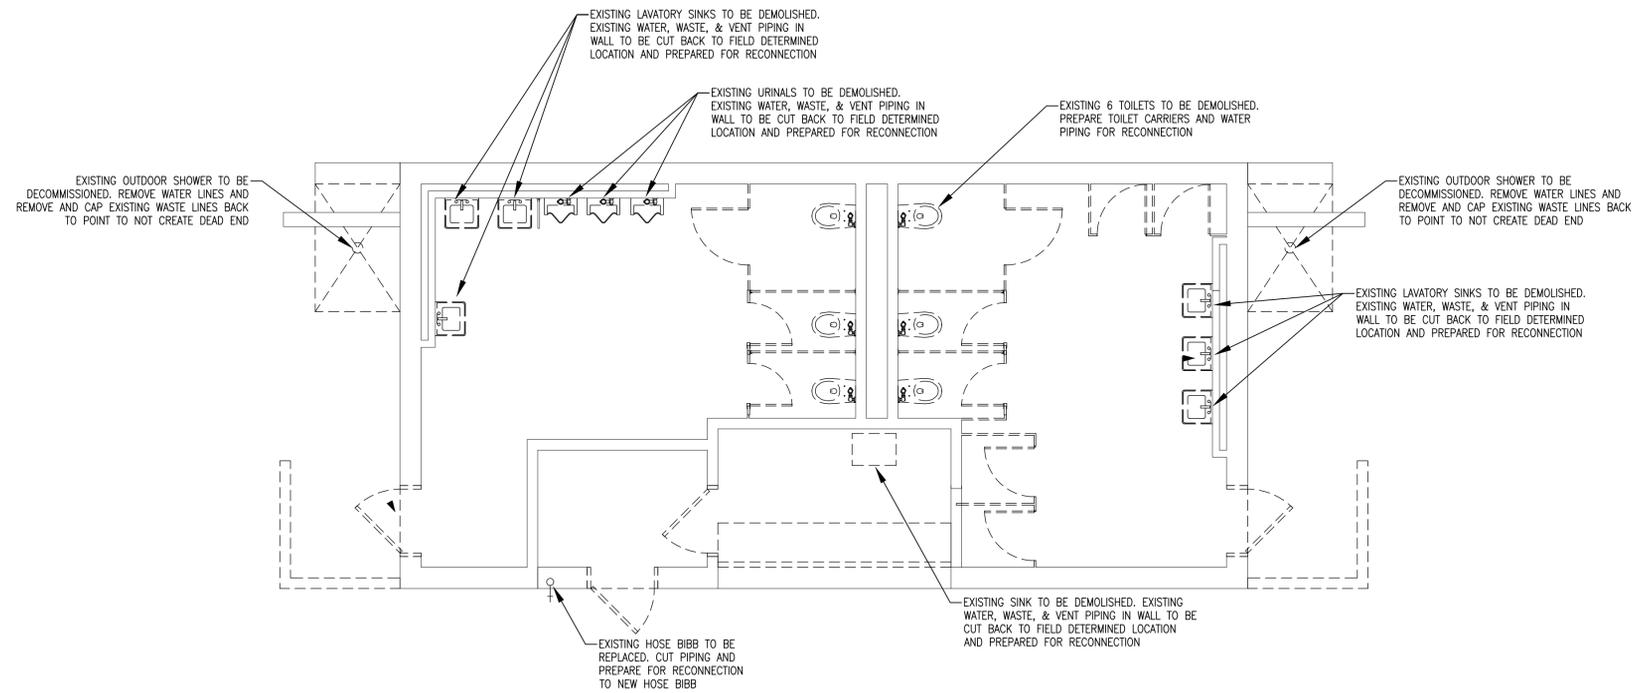 EXISTING LAVATORY SINKS TO BE DEMOLISHED.
EXISTING WATER, WASTE, & VENT PIPING IN
WALL TO BE CUT BACK TO FIELD DETERMINED
LOCATION AND PREPARED FOR RECONNECTION
EXISTING URINALS TO BE DEMOLISHED.
EXISTING WATER, WASTE, & VENT PIPING IN
WALL TO BE CUT BACK TO FIELD DETERMINED
LOCATION AND PREPARED FOR RECONNECTION
EXISTING 6 TOILETS TO BE DEMOLISHED.
PREPARE TOILET CARRIERS AND WATER
PIPING FOR RECONNECTION
EXISTING OUTDOOR SHOWER TO BE
DECOMMISSIONED. REMOVE WATER LINES AND
REMOVE AND CAP EXISTING WASTE LINES BACK
TO POINT TO NOT CREATE DEAD END
EXISTING OUTDOOR SHOWER TO BE
DECOMMISSIONED. REMOVE WATER LINES AND
REMOVE AND CAP EXISTING WASTE LINES BACK
TO POINT TO NOT CREATE DEAD END
EXISTING LAVATORY SINKS TO BE DEMOLISHED.
EXISTING WATER, WASTE, & VENT PIPING IN
WALL TO BE CUT BACK TO FIELD DETERMINED
LOCATION AND PREPARED FOR RECONNECTION
EXISTING SINK TO BE DEMOLISHED. EXISTING
WATER, WASTE, & VENT PIPING IN WALL TO BE
CUT BACK TO FIELD DETERMINED LOCATION
AND PREPARED FOR RECONNECTION
EXISTING HOSE BIBB TO BE
REPLACED. CUT PIPING AND
PREPARE FOR RECONNECTION
TO NEW HOSE BIBB